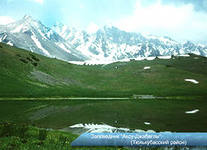 Заповедник "Аксу-Джабаглы"
(Тюлькубасский район)